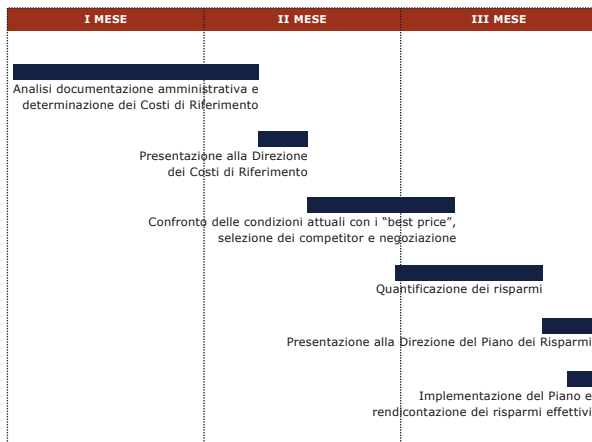 I MESE
II MESE
III MESE
Analisi documentazione amministrativa e
determinazione dei Costi di Riferimento
Presentazione alla Direzione
dei Costi di Riferimento
Confronto delle condizioni attuali con i “best price”,
selezione dei competitor e negoziazione
Quantificazione dei risparmi
Presentazione alla Direzione del Piano dei Risparmi
Implementazione del Piano e
rendicontazione dei risparmi effettivi